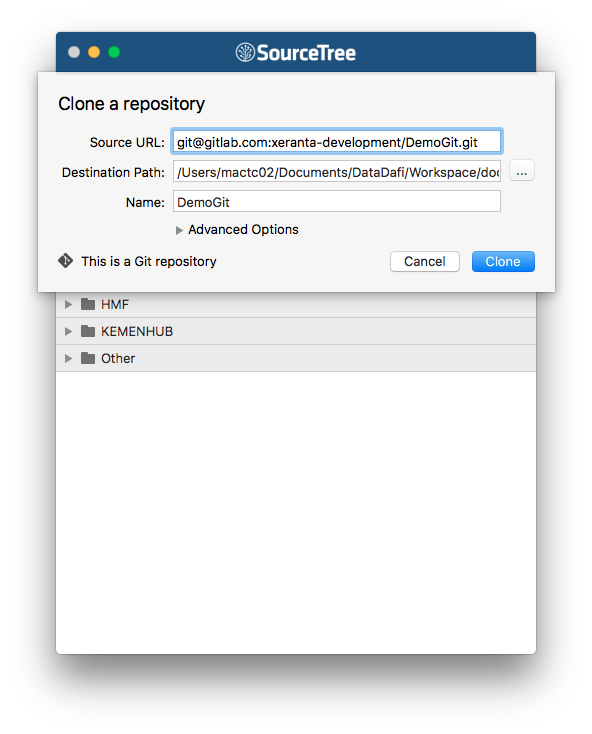 SourceTree
Clone a repository
Source URL: git@gitlab.com:xeranta-development/DemoGit.git
Destination Path: /Users/mactc02/Documents/DataDafi/Workspace/doc ...
Name: DemoGit
Advanced Options
This is a Git repository Cancel Clone
HMF
KEMENHUB
Other